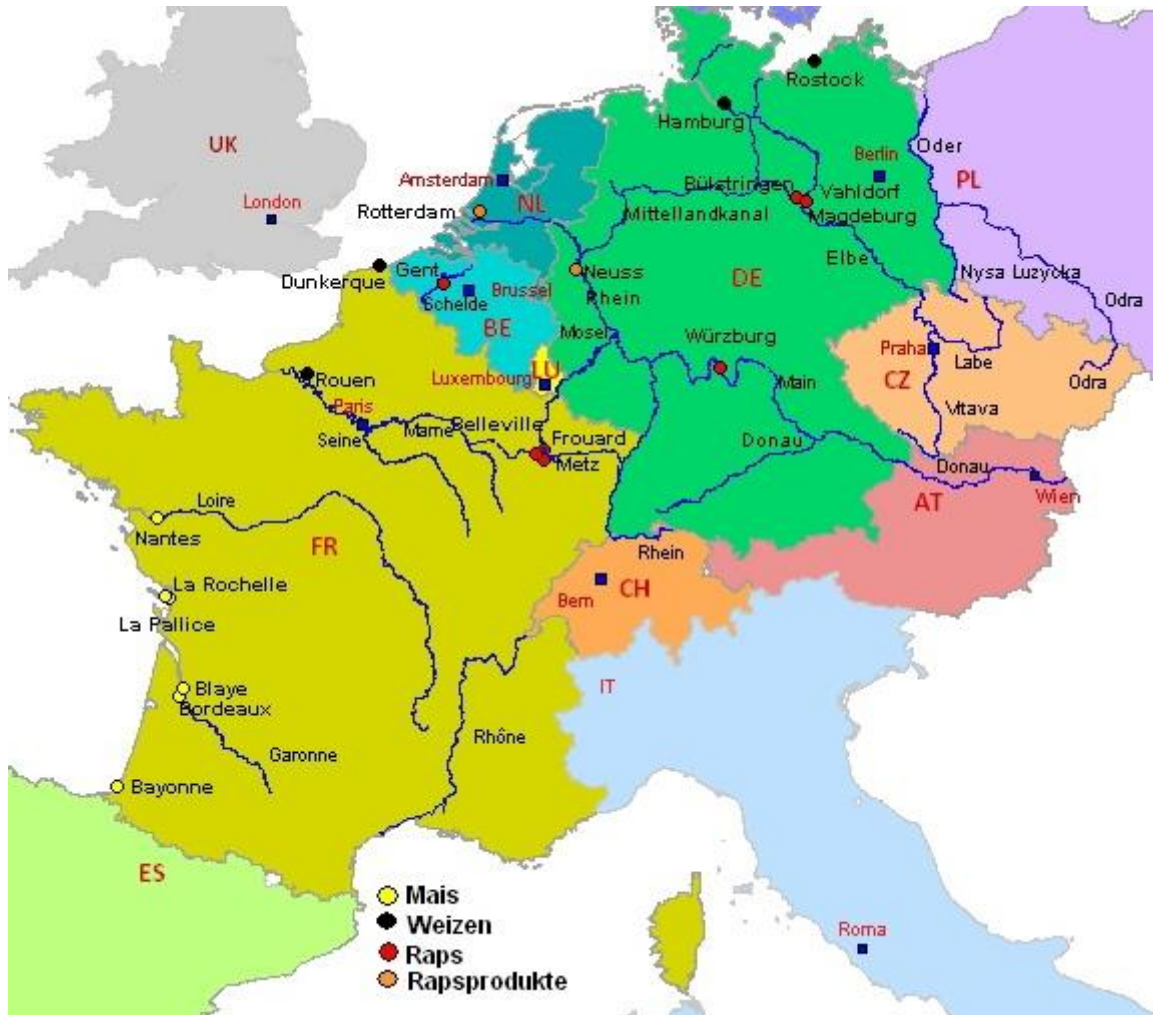 Rostock
Hamburg
UK
Oder
Berlin
PL
Amsterdam
Bülstringen
Vahldorf
London
Rotterdam
NL
Mittellandkanal
Magdeburg
Elbe
Dunkerque
Gent
Neuss
DE
Nysa Luzycka
Brussel
Rhein
Odra
Schelde
BE
Mosel
Würzburg
Praha
Labe
LU
Luxembourg
Rouen
Main
CZ
Odra
Paris
Vltava
Marne
Belleville
Seine
Frouard
Donau
Metz
Donau
Wien
Loire
AT
Nantes
FR
Rhein
La Rochelle
Bern
CH
La Pallice
IT
Blaye
Bordeaux
Rhône
Garonne
Bayonne
ES
Mais
Weizen
Raps
Rapsprodukte
Roma